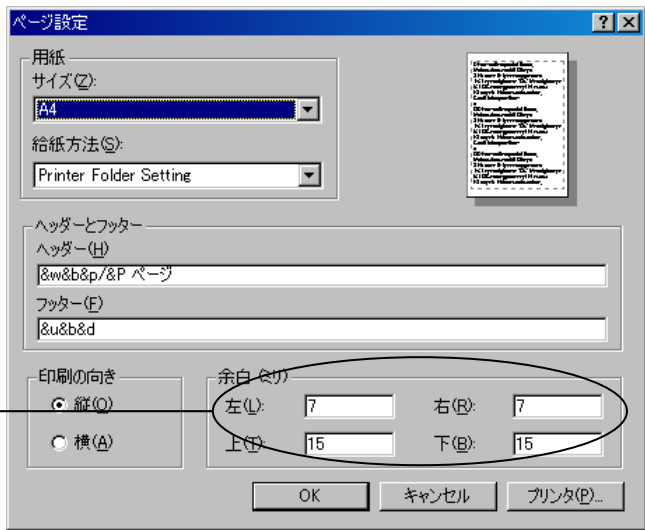 ページ設定
用紙
サイズ(Z):
A4
給紙方法(S):
Printer Folder Setting
ヘッダーとフッター
ヘッダー(H)
&w&b&p/&P ページ
フッター(F)
&u&b&d
印刷の向き
縦(O)
横(A)
余白 (ミリ)
左(L): 7 右(R): 7
上(T): 15 下(B): 15
OK キャンセル プリンタ(P)...